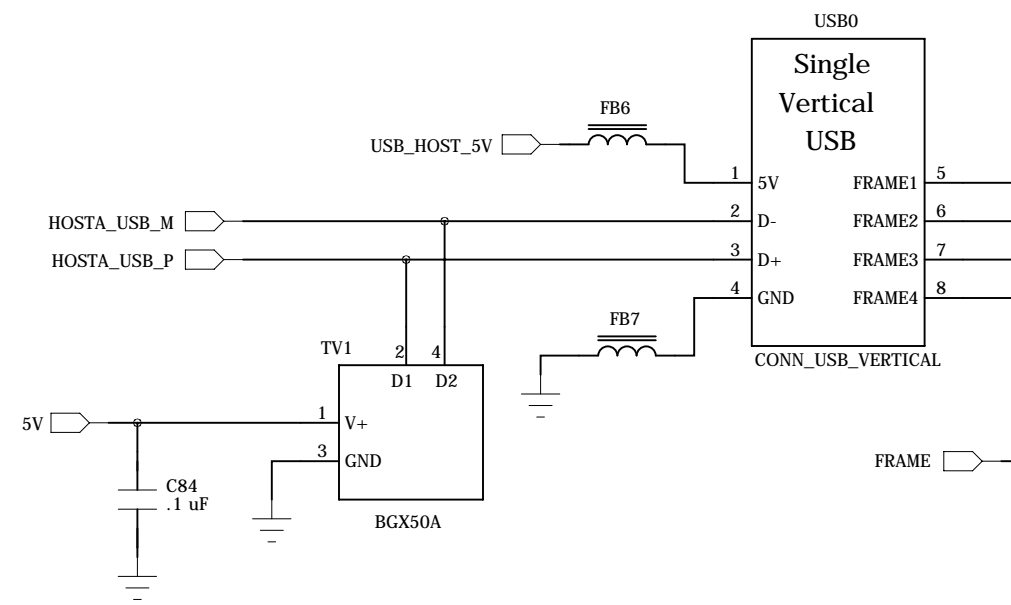 USB0
Single
Vertical
USB
FB6
USB_HOST_5V
1
5V
FRAME1
5
HOSTA_USB_M
2
D-
FRAME2
6
HOSTA_USB_P
3
D+
FRAME3
7
4
GND
FRAME4
8
FB7
CONN_USB_VERTICAL
TV1
2
4
D1
D2
5V
1
V+
3
GND
FRAME
C84
.1 uF
BGX50A